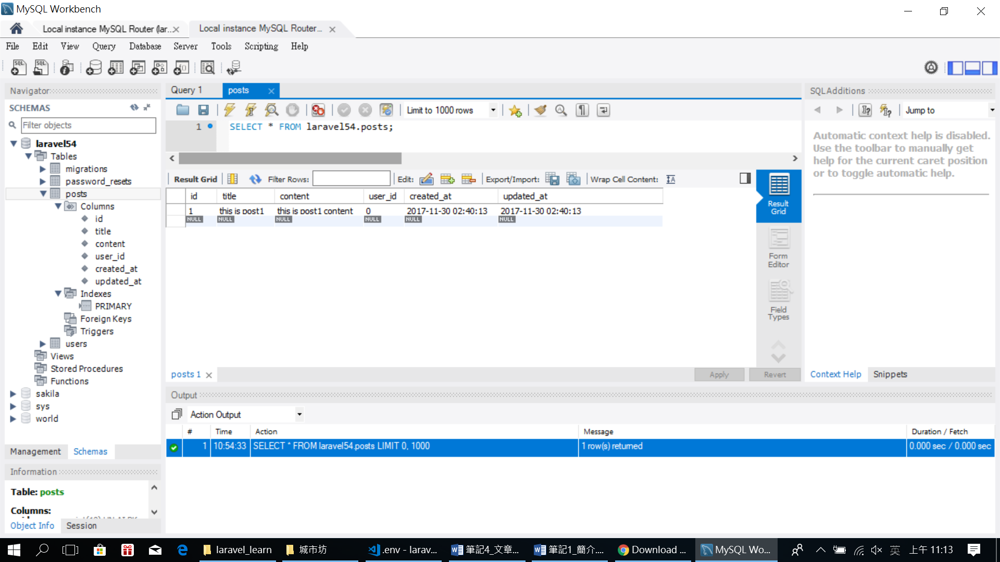 MySQL Workbench
Local instance MySQL Router (lar...
Local instance MySQL Router...
File Edit View Query Database Server Tools Scripting Help
Navigator
SCHEMAS
Filter objects
laravel54
Tables
migrations
password_resets
posts
Columns
id
title
content
user_id
created_at
updated_at
Indexes
PRIMARY
Foreign Keys
Triggers
users
Views
Stored Procedures
Functions
sakila
sys
world
Management Schemas
Information
Table: posts
Columns:
Object Info Session
Query 1 posts
Limit to 1000 rows
1 SELECT * FROM laravel54.posts;
Result Grid Filter Rows: Edit: Export/Import: Wrap Cell Content:
id title content user_id created_at updated_at
1 this is post1 this is post1 content 0 2017-11-30 02:40:13 2017-11-30 02:40:13
NULL NULL NULL NULL NULL NULL
Result
Grid
Form
Editor
Field
Types
posts 1 Apply Revert
SQLAdditions
Jump to
Automatic context help is disabled.
Use the toolbar to manually get
help for the current caret position
or to toggle automatic help.
Context Help Snippets
Output
Action Output
# Time Action Message Duration / Fetch
1 10:54:33 SELECT * FROM laravel54.posts LIMIT 0, 1000 1 row(s) returned 0.000 sec / 0.000 sec
laravel_learn 城市坊 .env - larav... 筆記4_文章... 筆記1_簡介.... Download ... MySQL Wo... 英 上午 11:13